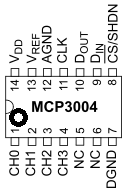 14 VDD
13 VREF
12 AGND
11 CLK
10 DOUT
9 DIN
8 CS/SHDN
MCP3004
CH0 1
CH1 2
CH2 3
CH3 4
NC 5
NC 6
DGND 7